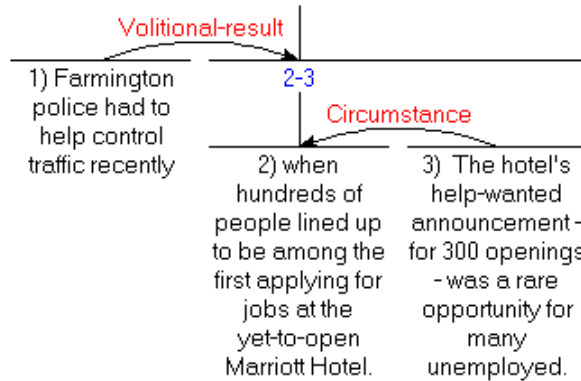 Volitional-result
1) Farmington
police had to
help control
traffic recently
2-3
Circumstance
2) when
hundreds of
people lined up
to be among the
first applying for
jobs at the
yet-to-open
Marriott Hotel.
3) The hotel's
help-wanted
announcement -
for 300 openings
- was a rare
opportunity for
many
unemployed.